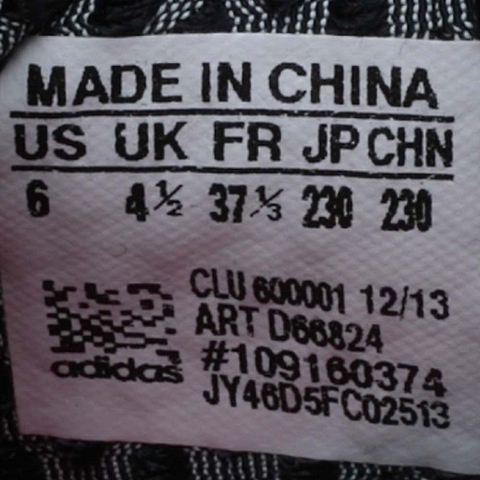 MADE IN CHINA
US UK FR JP CHN
6 4½ 37⅓ 230 230
CLU 600001 12/13
ART D66824
#109160374
JY46D5FC02513
adidas